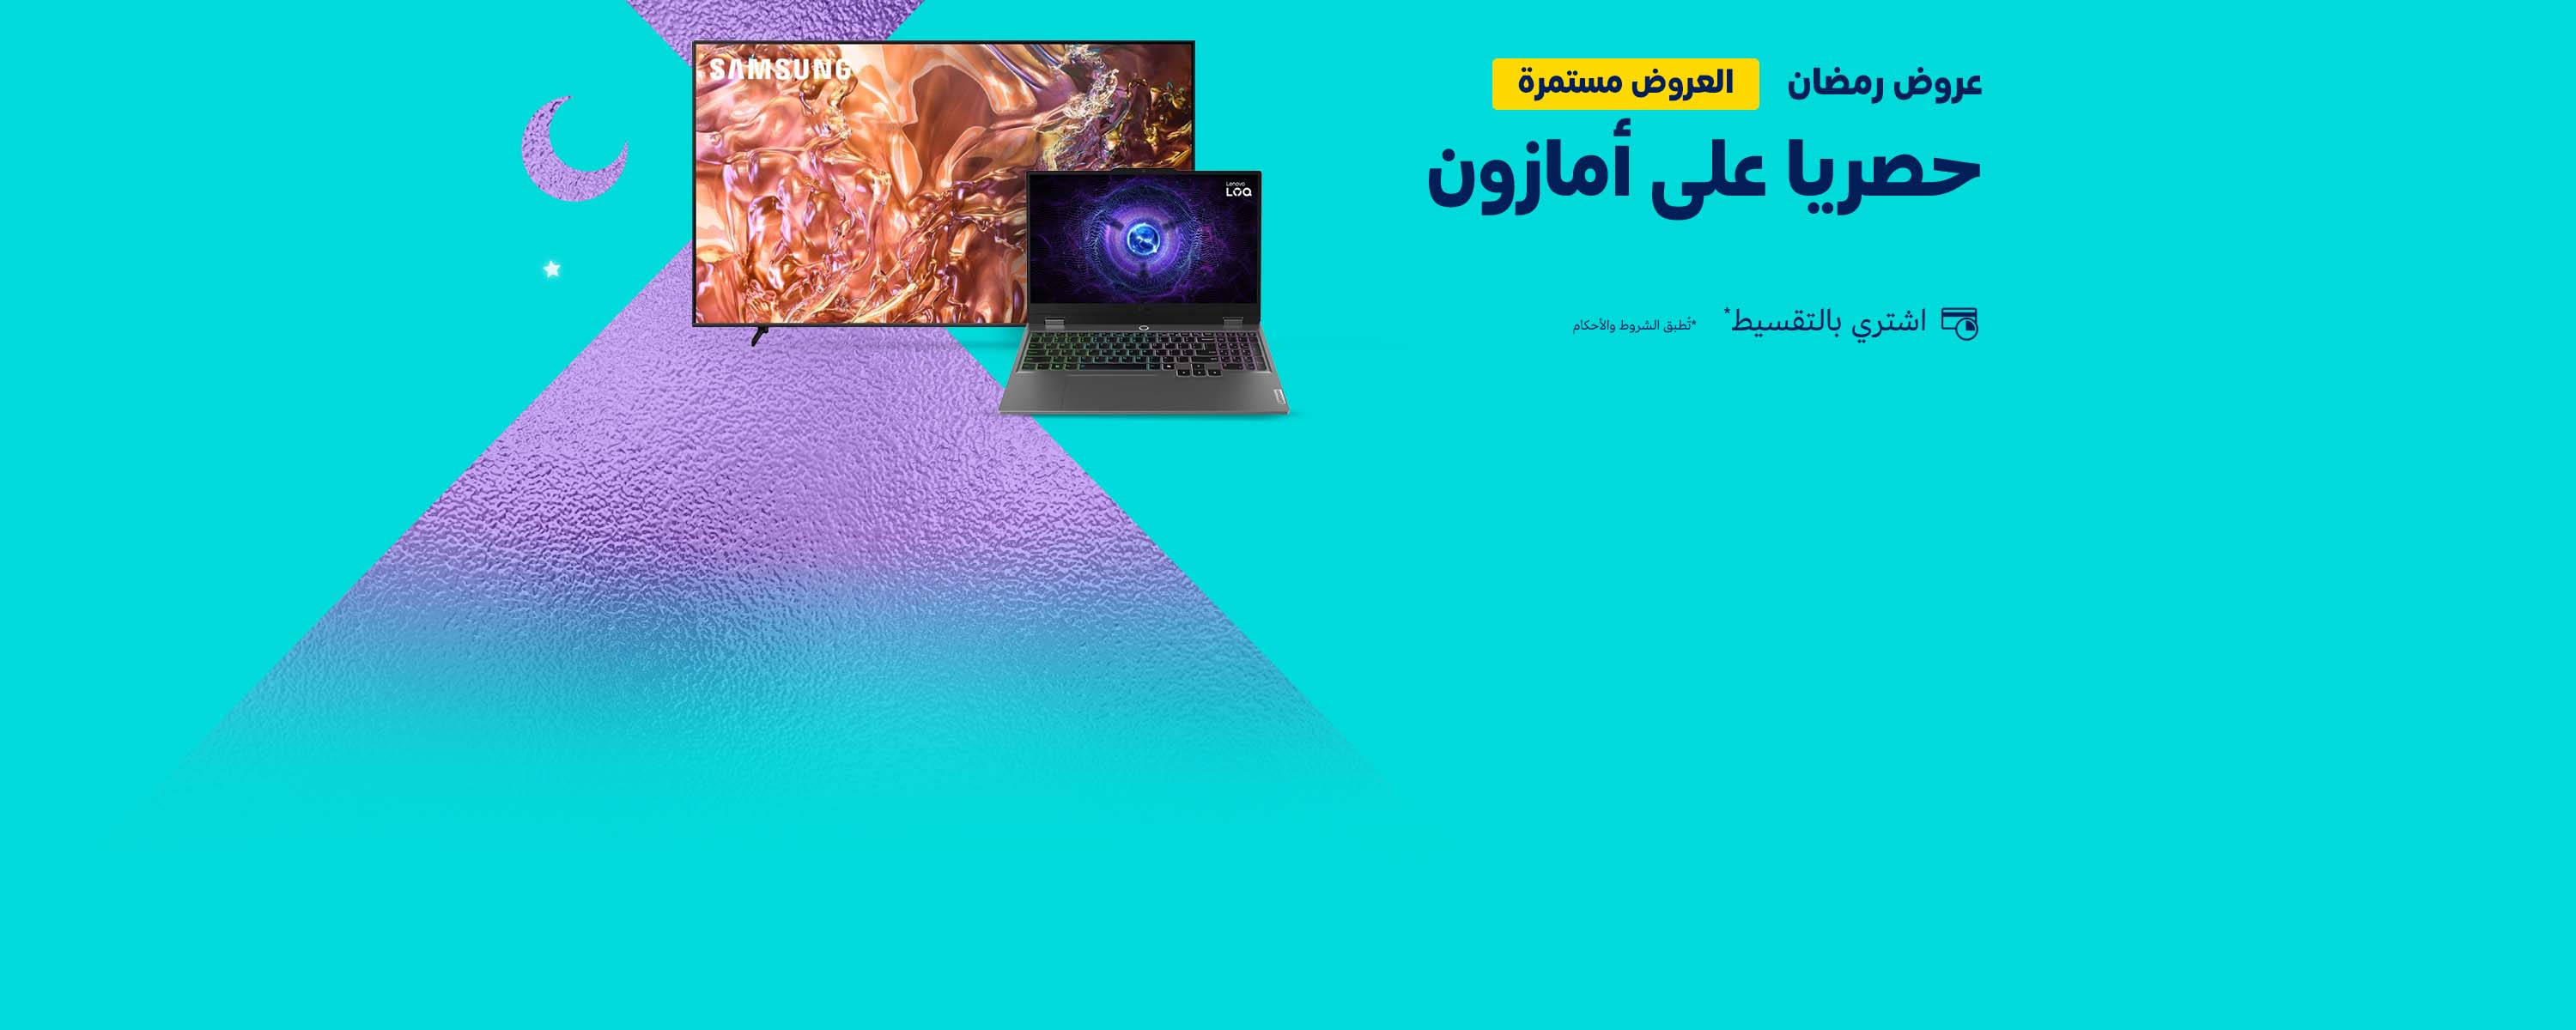 عروض رمضان العروض مستمرة
حصريا على أمازون
اشتري بالتقسيط* *تُطبق الشروط والأحكام
SAMSUNG
Lenovo
LOQ